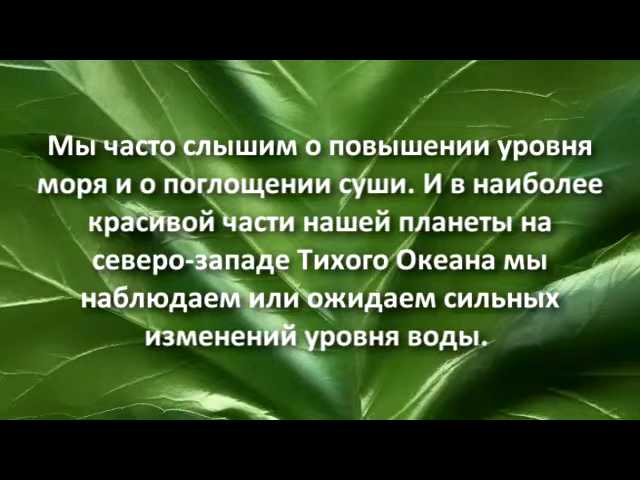 Мы часто слышим о повышении уровня
моря и о поглощении суши. И в наиболее
красивой части нашей планеты на
северо-западе Тихого Океана мы
наблюдаем или ожидаем сильных
изменений уровня воды.